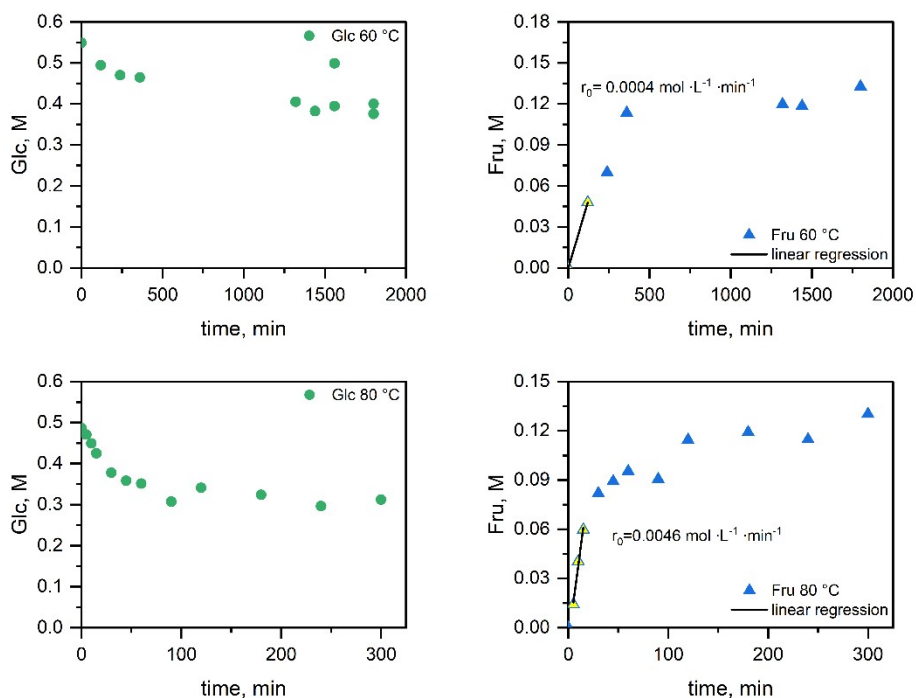 Glc 60 °C
0.6
0.5
0.4
0.3
0.2
0.1
0.0
Glc, M
0 500 1000 1500 2000
time, min
r₀= 0.0004 mol ·L⁻¹ ·min⁻¹
0.18
0.15
0.12
0.09
0.06
0.03
0.00
Fru, M
Fru 60 °C
linear regression
0 500 1000 1500 2000
time, min
Glc 80 °C
0.6
0.5
0.4
0.3
0.2
0.1
0.0
Glc, M
0 100 200 300
time, min
0.15
0.12
0.09
0.06
0.03
0.00
Fru, M
r₀=0.0046 mol ·L⁻¹ ·min⁻¹
Fru 80 °C
linear regression
0 100 200 300
time, min